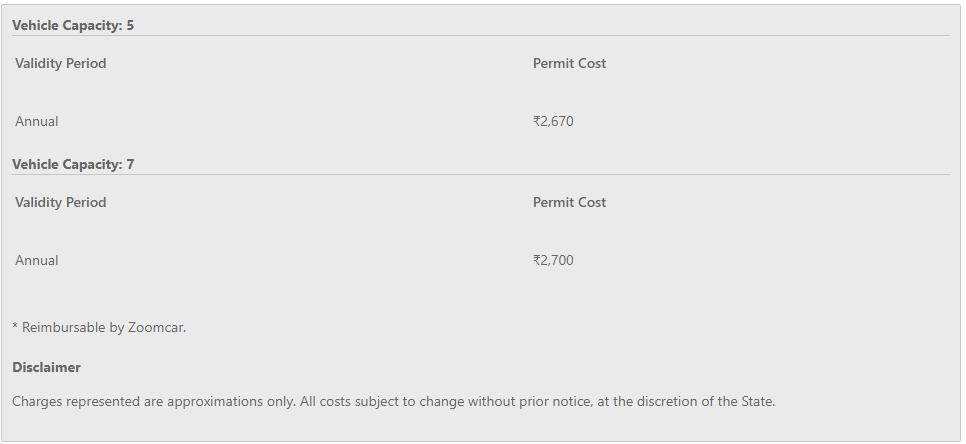 Vehicle Capacity: 5
Validity Period Permit Cost
Annual ₹2,670
Vehicle Capacity: 7
Validity Period Permit Cost
Annual ₹2,700
* Reimbursable by Zoomcar.
Disclaimer
Charges represented are approximations only. All costs subject to change without prior notice, at the discretion of the State.